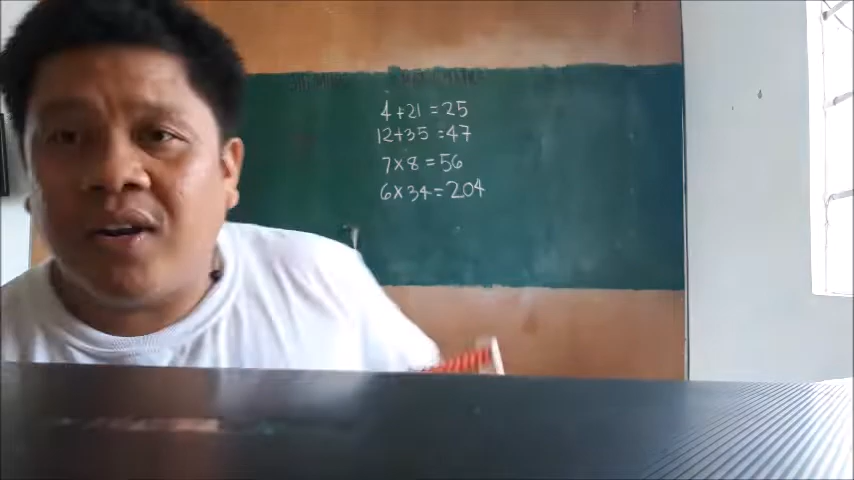 4+21 = 25
12+35 = 47
7x8 = 56
6x34= 204